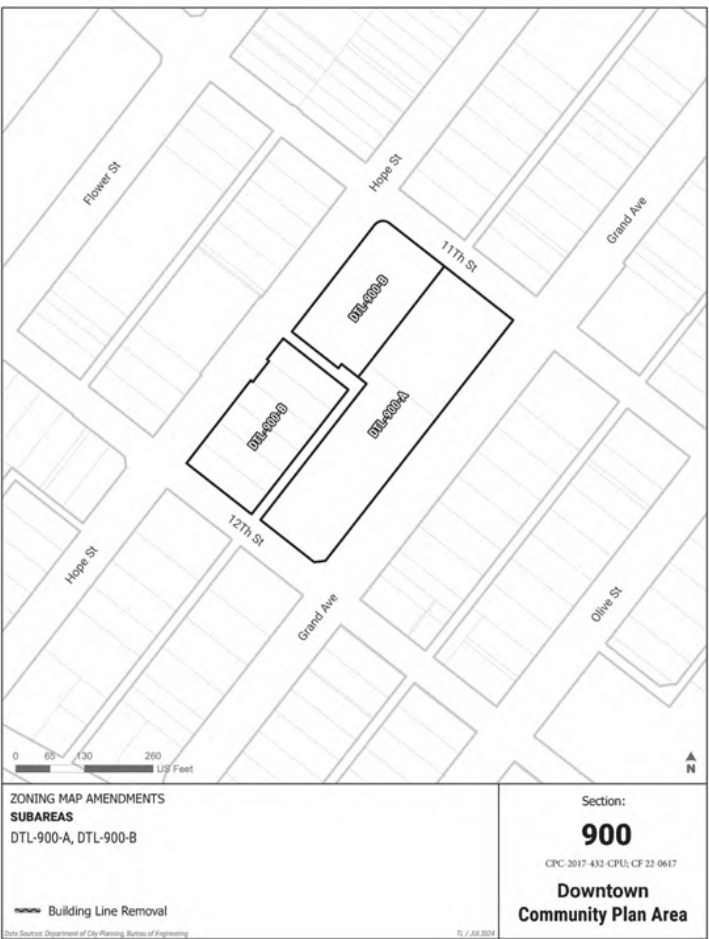 Flower St
Hope St
Grand Ave
11Th St
DTL-900-B
DTL-900-A
DTL-900-B
12Th St
Hope St
Grand Ave
Olive St
0 65 130 260
US Feet
N
ZONING MAP AMENDMENTS
SUBAREAS
DTL-900-A, DTL-900-B
Building Line Removal
Data Sources: Department of City Planning, Bureau of Engineering
TL / JUL2024
Section:
900
CPC-2017-432-CPU; CF 22-0617
Downtown
Community Plan Area